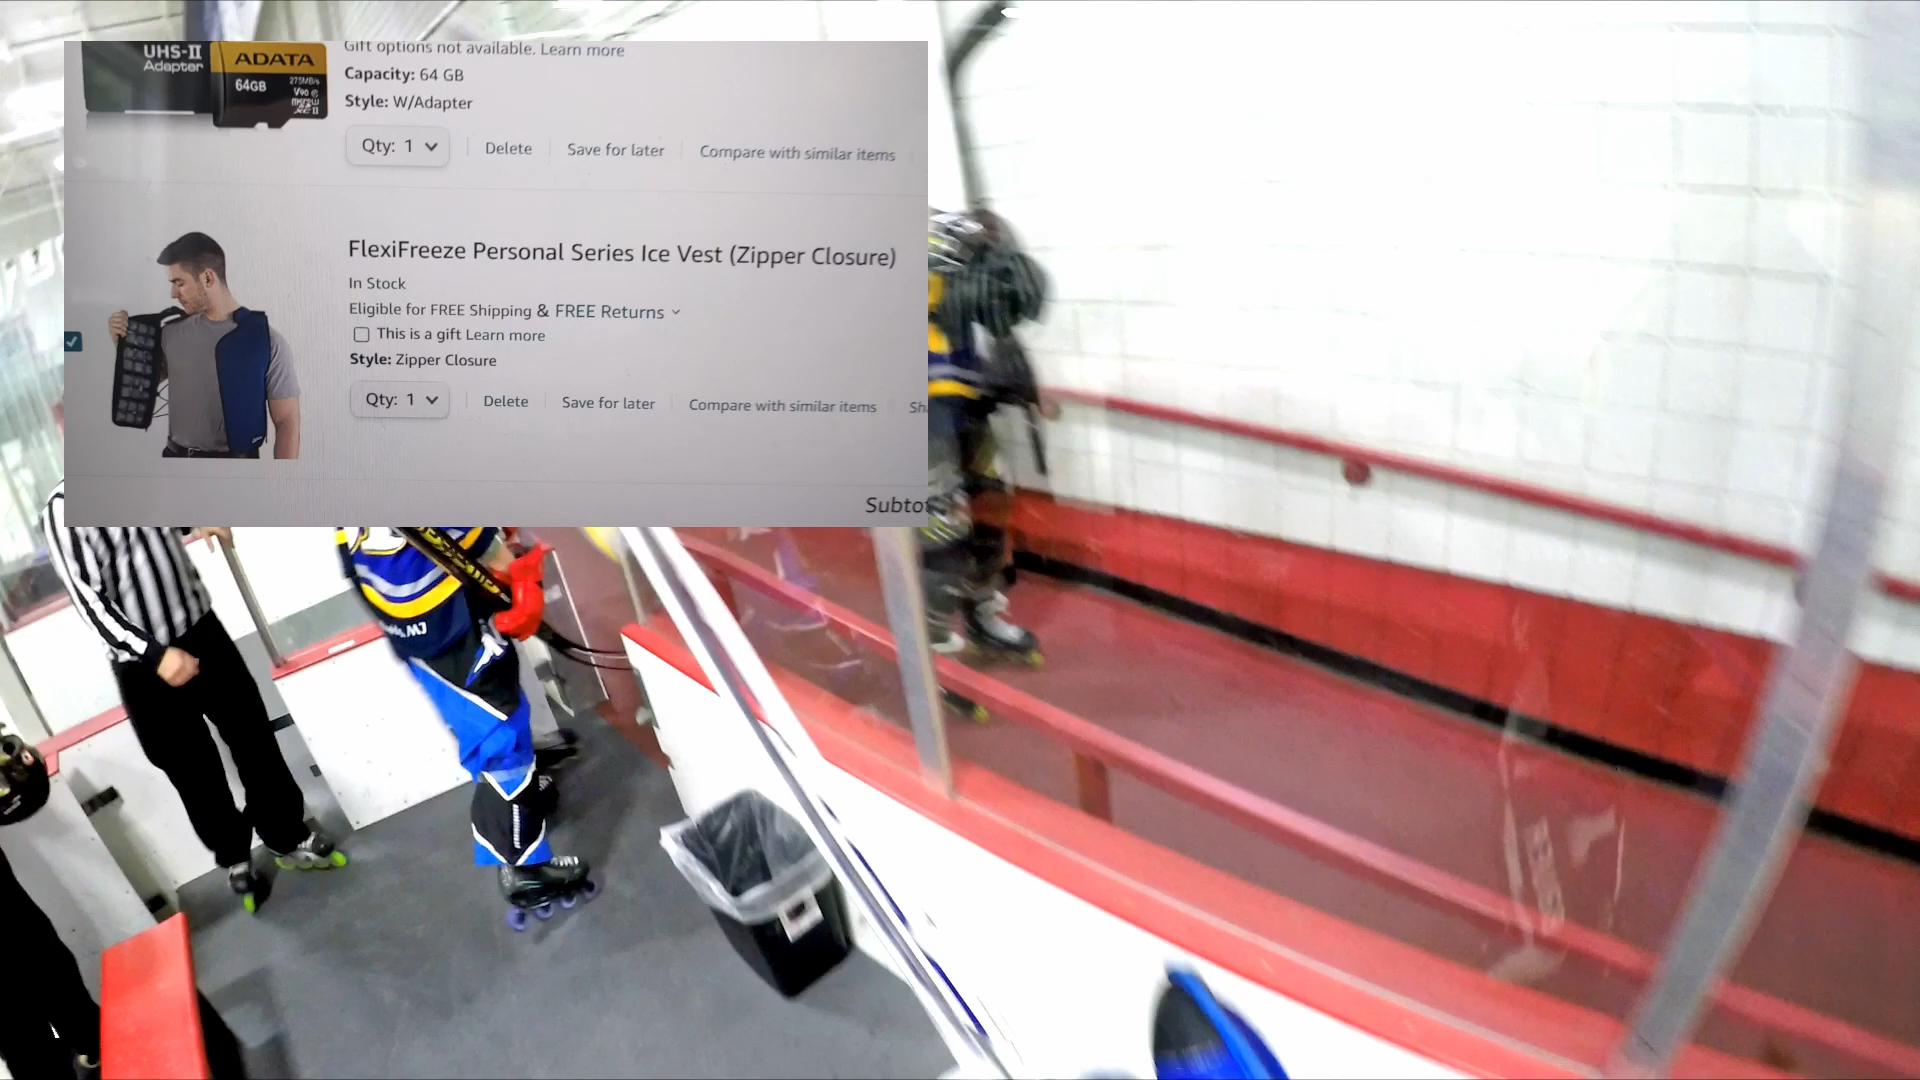 UHS-II
Adapter
ADATA
64GB
275MB/s
V90
Gift options not available. Learn more
Capacity: 64 GB
Style: W/Adapter
Qty: 1
Delete
Save for later
Compare with similar items
FlexiFreeze Personal Series Ice Vest (Zipper Closure)
In Stock
Eligible for FREE Shipping & FREE Returns
This is a gift Learn more
Style: Zipper Closure
Qty: 1
Delete
Save for later
Compare with similar items
Sh
Subto